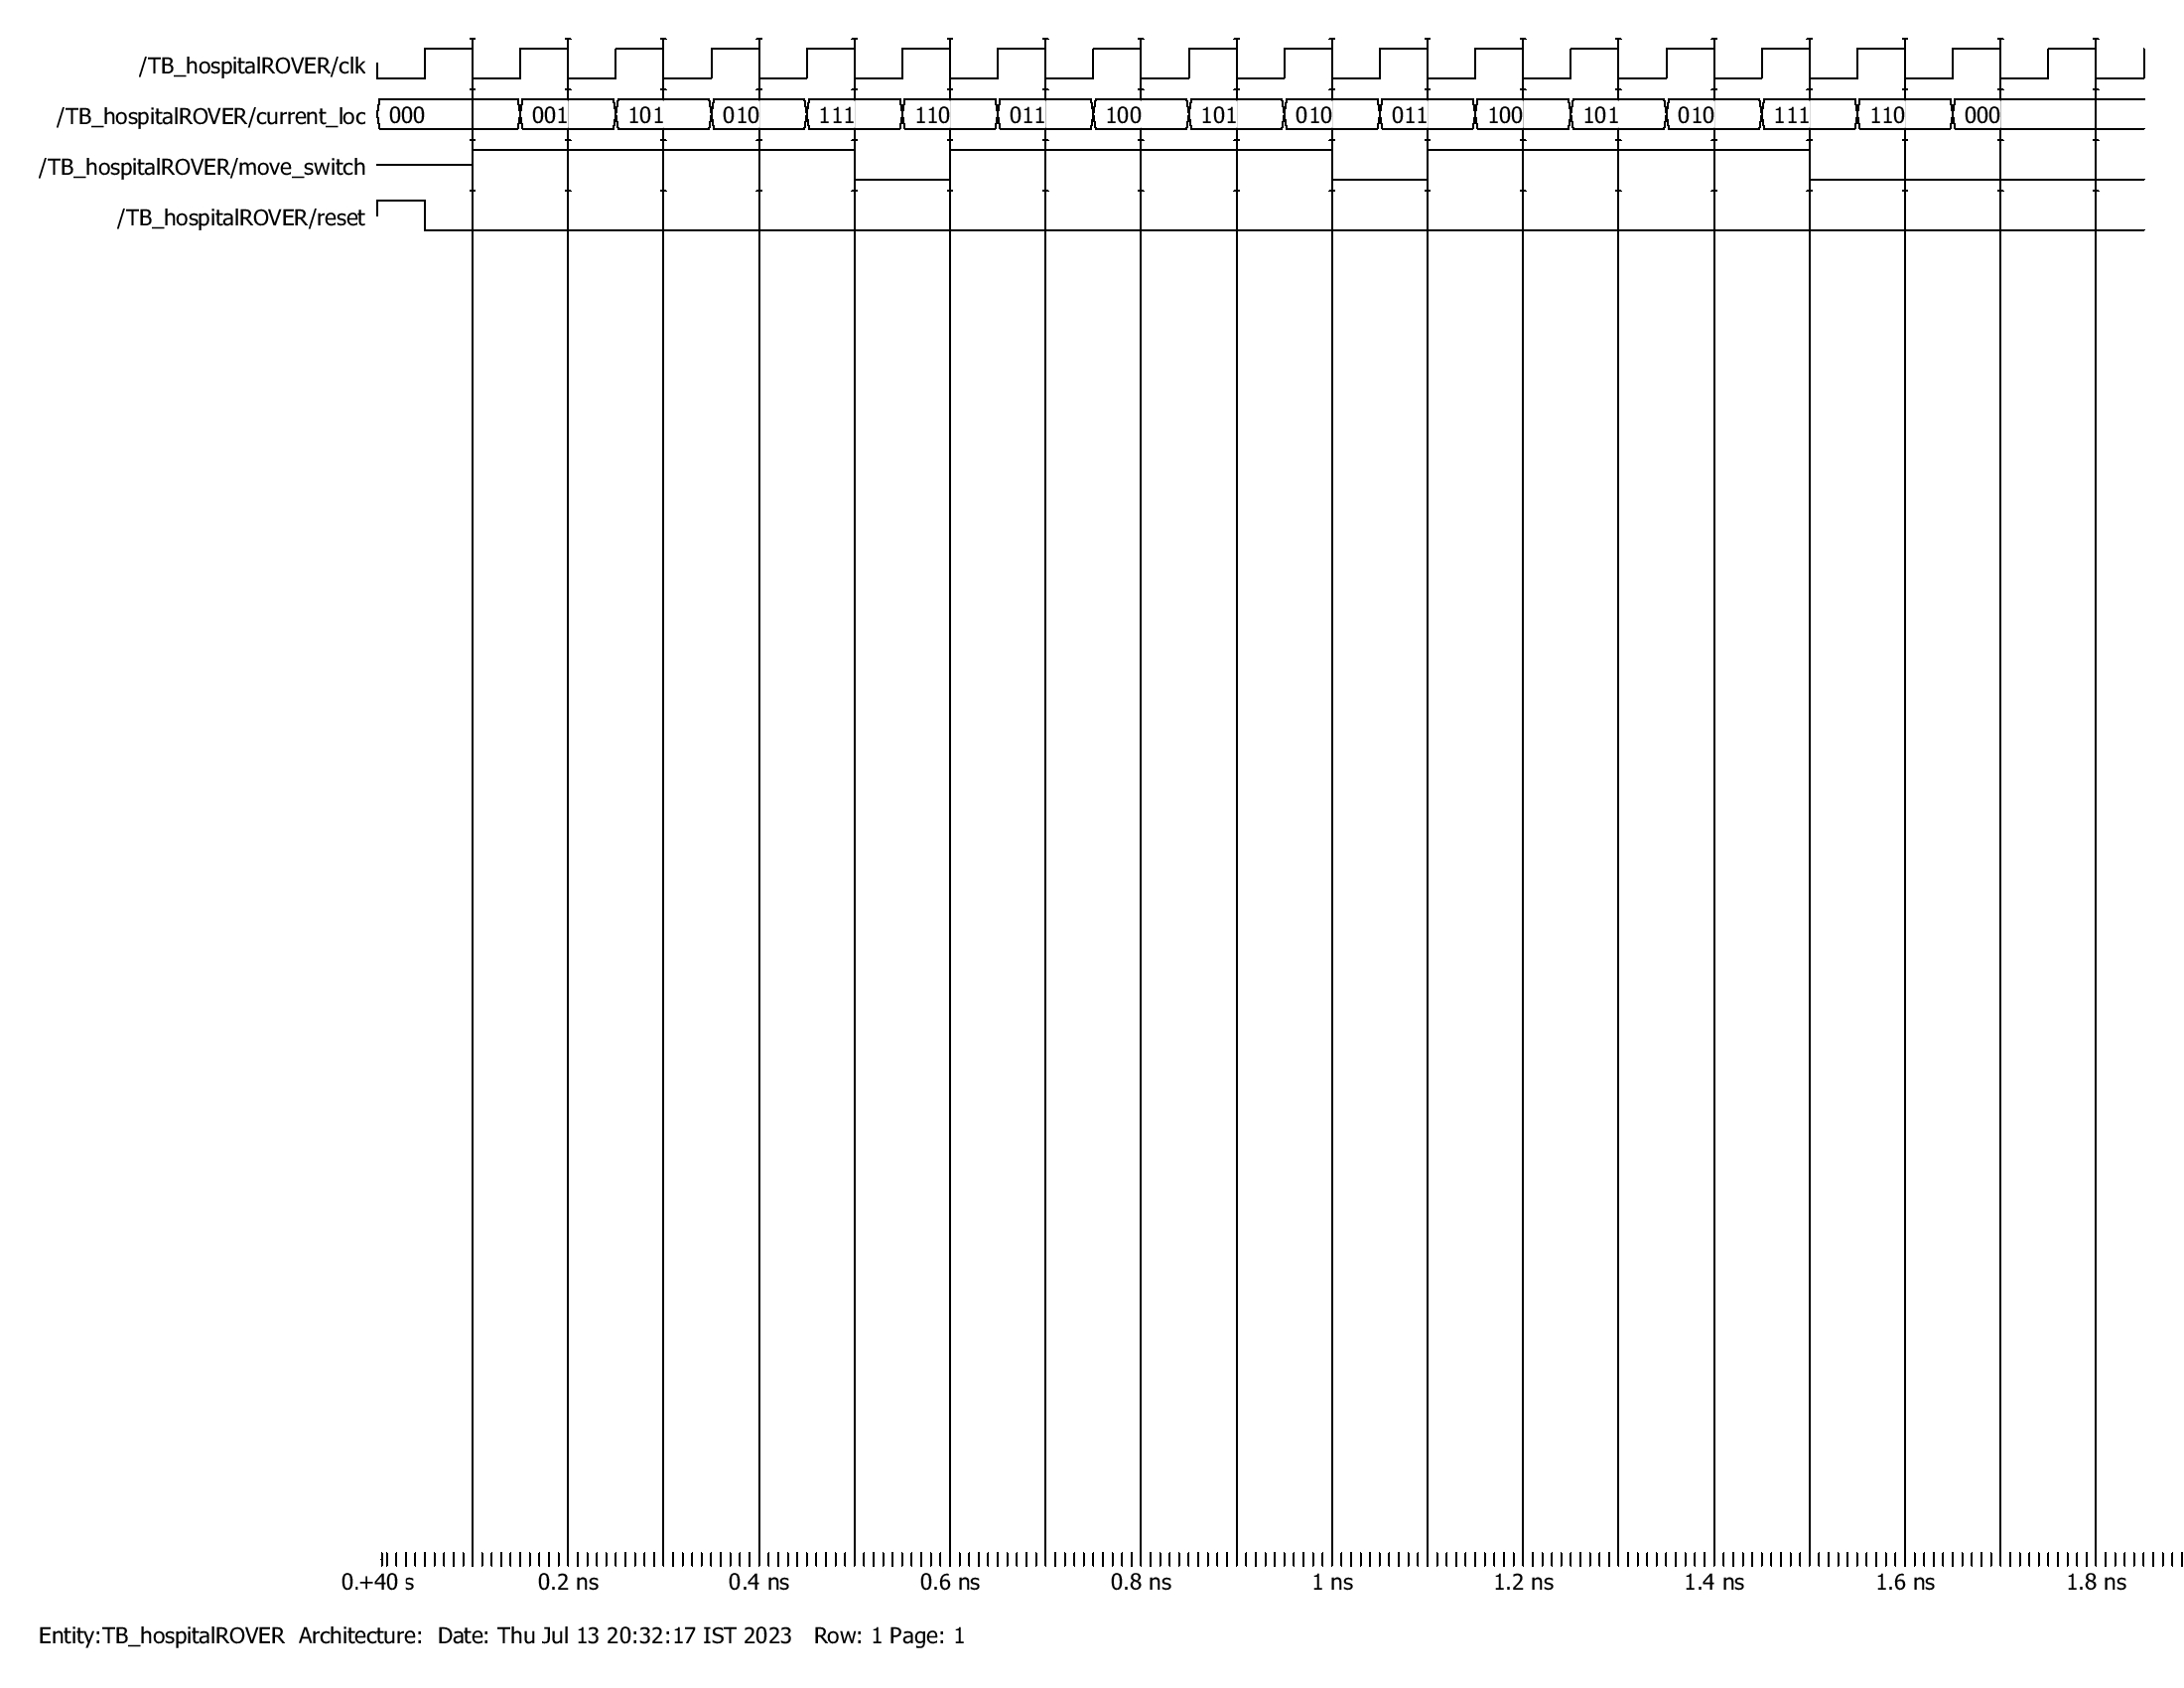 /TB_hospitalROVER/clk
/TB_hospitalROVER/current_loc 000 001 101 010 111 110 011 100 101 010 011 100 101 010 111 110 000
/TB_hospitalROVER/move_switch
/TB_hospitalROVER/reset
0.+40 s 0.2 ns 0.4 ns 0.6 ns 0.8 ns 1 ns 1.2 ns 1.4 ns 1.6 ns 1.8 ns
Entity:TB_hospitalROVER Architecture: Date: Thu Jul 13 20:32:17 IST 2023 Row: 1 Page: 1